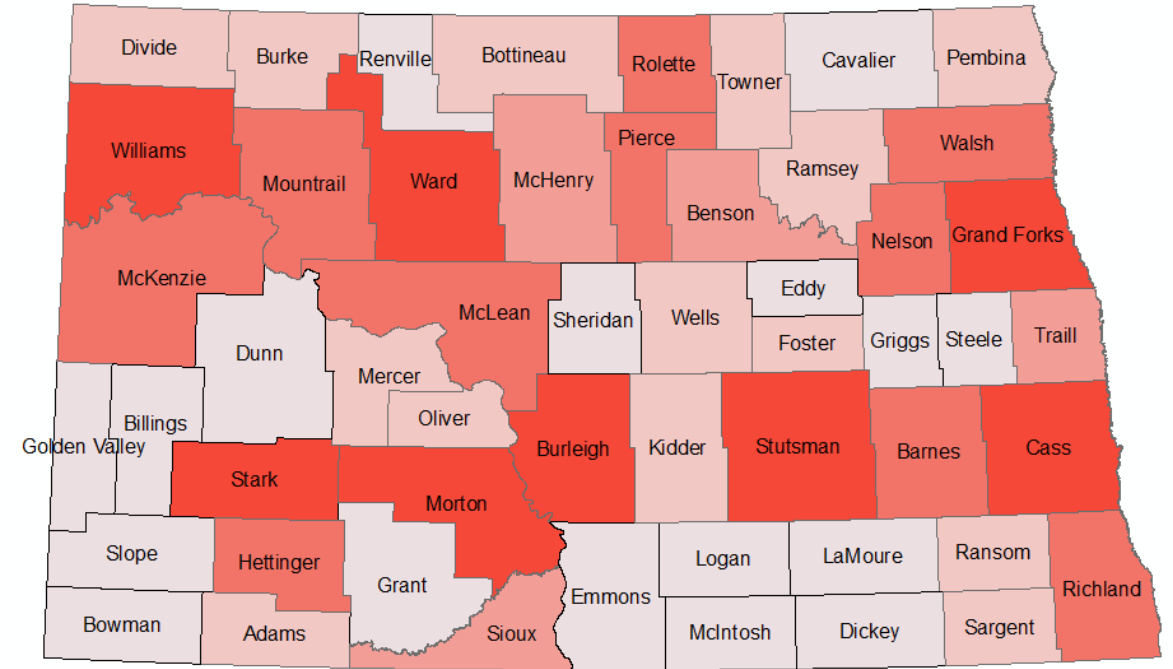 Divide
Burke
Renville
Bottineau
Rolette
Towner
Cavalier
Pembina
Williams
Mountrail
Ward
McHenry
Pierce
Benson
Ramsey
Walsh
Nelson
Grand Forks
McKenzie
Dunn
McLean
Mercer
Oliver
Sheridan
Wells
Eddy
Foster
Griggs
Steele
Traill
Golden Valley
Billings
Stark
Morton
Burleigh
Kidder
Stutsman
Barnes
Cass
Slope
Hettinger
Grant
Emmons
Logan
LaMoure
Ransom
Richland
Bowman
Adams
Sioux
McIntosh
Dickey
Sargent